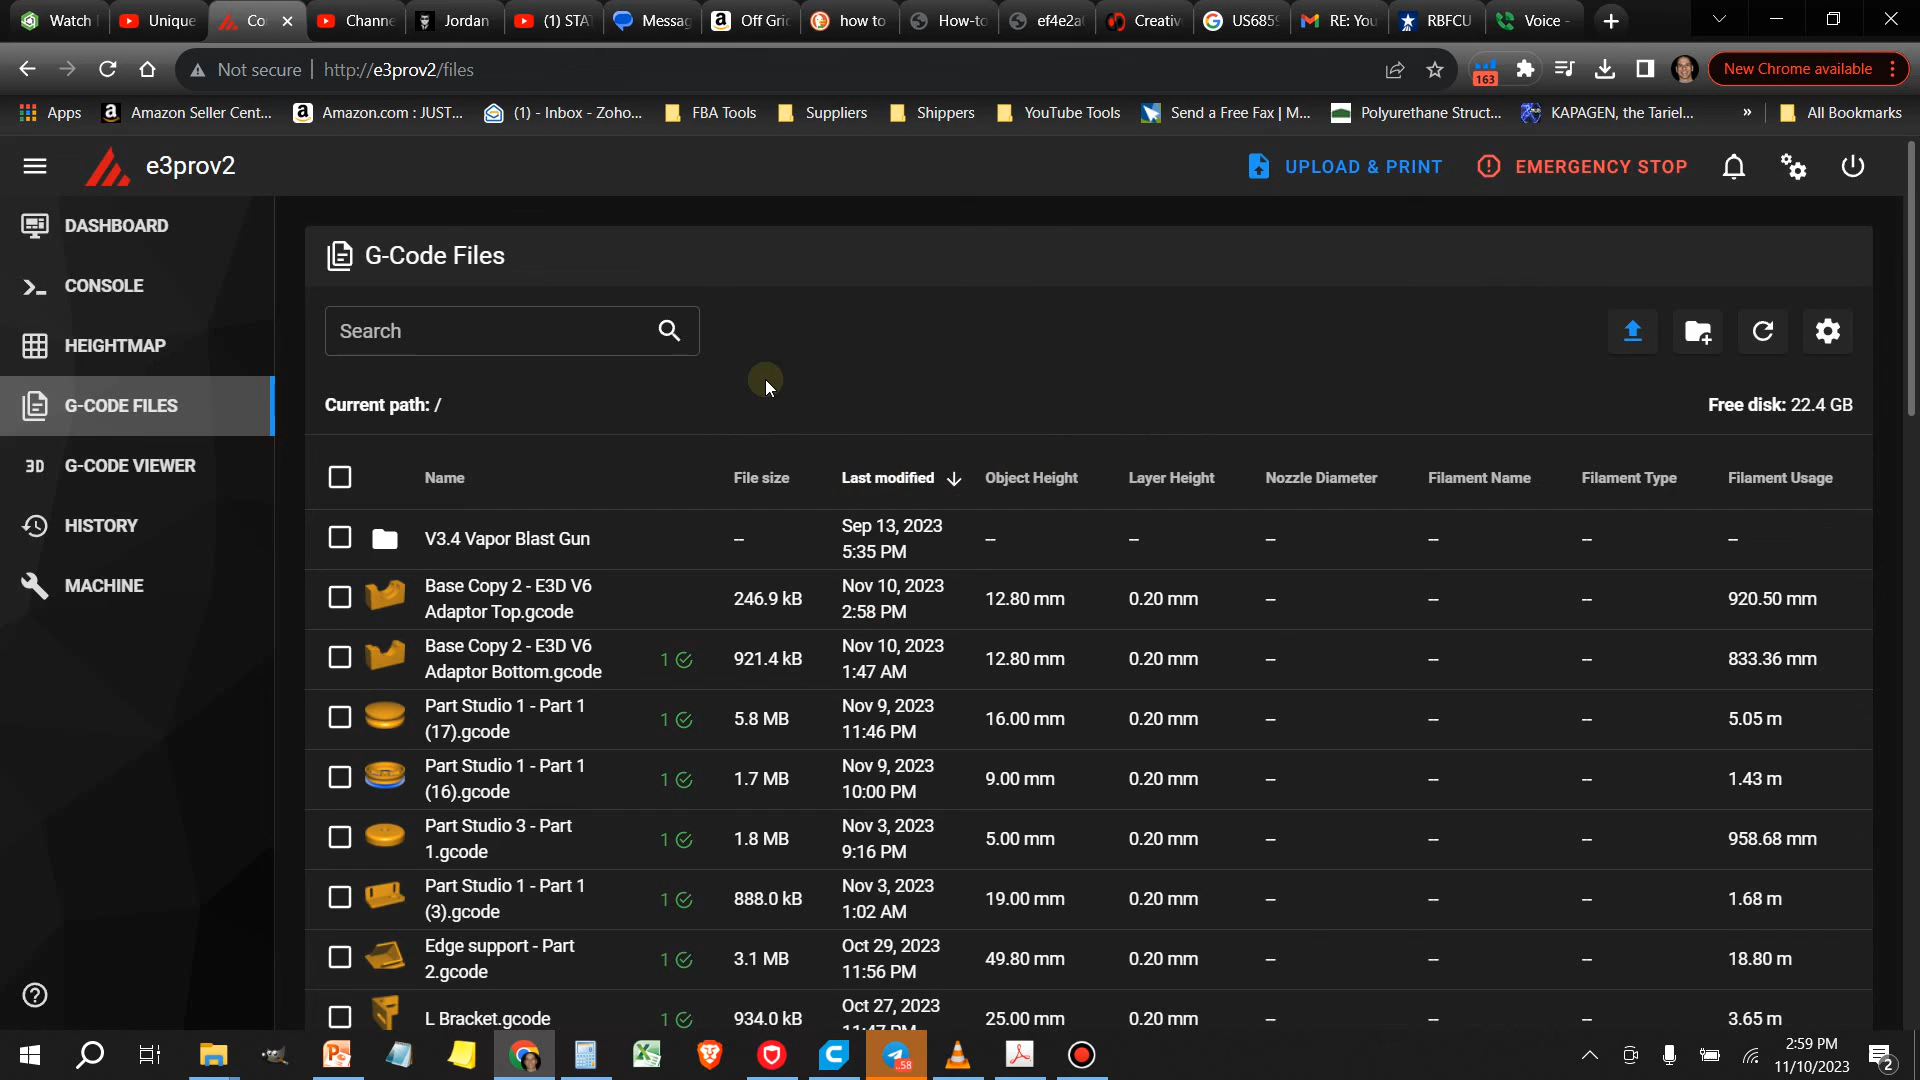 Watch
Unique
Co
Channe
Jordan
(1) STA
Messag
Off Gri
how to
How-to
ef4e2a
Creativ
US6859
RE: You
RBFCU
Voice -
Not secure
http://e3prov2/files
163
New Chrome available
Apps
Amazon Seller Cent...
Amazon.com : JUST...
(1) - Inbox - Zoho...
FBA Tools
Suppliers
Shippers
YouTube Tools
Send a Free Fax | M...
Polyurethane Struct...
KAPAGEN, the Tariel...
»
All Bookmarks
e3prov2
UPLOAD & PRINT
EMERGENCY STOP
DASHBOARD
CONSOLE
HEIGHTMAP
G-CODE FILES
3D G-CODE VIEWER
HISTORY
MACHINE
G-Code Files
Search
Current path: /
Free disk: 22.4 GB
Name File size Last modified Object Height Layer Height Nozzle Diameter Filament Name Filament Type Filament Usage
V3.4 Vapor Blast Gun -- Sep 13, 2023 -- -- -- -- -- --
5:35 PM
Base Copy 2 - E3D V6 246.9 kB Nov 10, 2023 12.80 mm 0.20 mm -- -- -- 920.50 mm
Adaptor Top.gcode 2:58 PM
Base Copy 2 - E3D V6 1 921.4 kB Nov 10, 2023 12.80 mm 0.20 mm -- -- -- 833.36 mm
Adaptor Bottom.gcode 1:47 AM
Part Studio 1 - Part 1 1 5.8 MB Nov 9, 2023 16.00 mm 0.20 mm -- -- -- 5.05 m
(17).gcode 11:46 PM
Part Studio 1 - Part 1 1 1.7 MB Nov 9, 2023 9.00 mm 0.20 mm -- -- -- 1.43 m
(16).gcode 10:00 PM
Part Studio 3 - Part 1 1.8 MB Nov 3, 2023 5.00 mm 0.20 mm -- -- -- 958.68 mm
1.gcode 9:16 PM
Part Studio 1 - Part 1 1 888.0 kB Nov 3, 2023 19.00 mm 0.20 mm -- -- -- 1.68 m
(3).gcode 1:02 AM
Edge support - Part 1 3.1 MB Oct 29, 2023 49.80 mm 0.20 mm -- -- -- 18.80 m
2.gcode 11:56 PM
L Bracket.gcode 1 934.0 kB Oct 27, 2023 25.00 mm 0.20 mm -- -- -- 3.65 m
11:47 PM
2:59 PM
11/10/2023
2